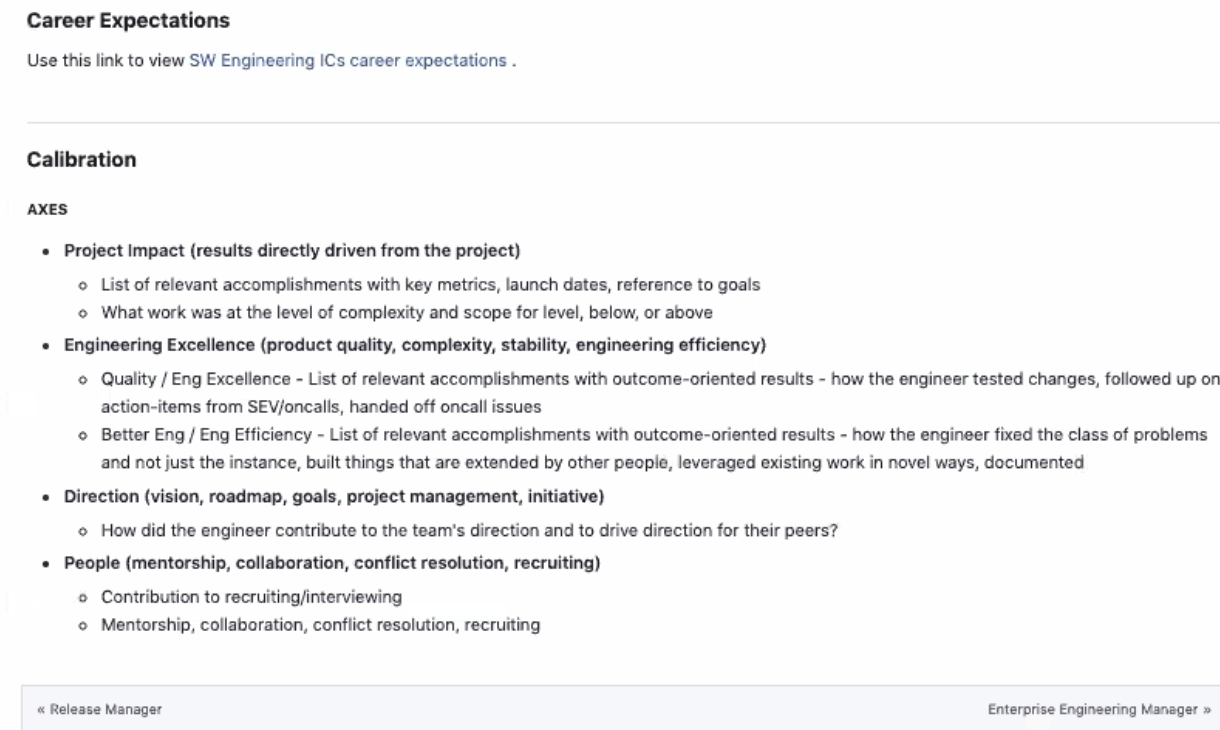 Career Expectations
Use this link to view SW Engineering ICs career expectations .
Calibration
AXES
• Project Impact (results directly driven from the project)
◦ List of relevant accomplishments with key metrics, launch dates, reference to goals
◦ What work was at the level of complexity and scope for level, below, or above
• Engineering Excellence (product quality, complexity, stability, engineering efficiency)
◦ Quality / Eng Excellence - List of relevant accomplishments with outcome-oriented results - how the engineer tested changes, followed up on
action-items from SEV/oncalls, handed off oncall issues
◦ Better Eng / Eng Efficiency - List of relevant accomplishments with outcome-oriented results - how the engineer fixed the class of problems
and not just the instance, built things that are extended by other people, leveraged existing work in novel ways, documented
• Direction (vision, roadmap, goals, project management, initiative)
◦ How did the engineer contribute to the team's direction and to drive direction for their peers?
• People (mentorship, collaboration, conflict resolution, recruiting)
◦ Contribution to recruiting/interviewing
◦ Mentorship, collaboration, conflict resolution, recruiting
« Release Manager
Enterprise Engineering Manager »